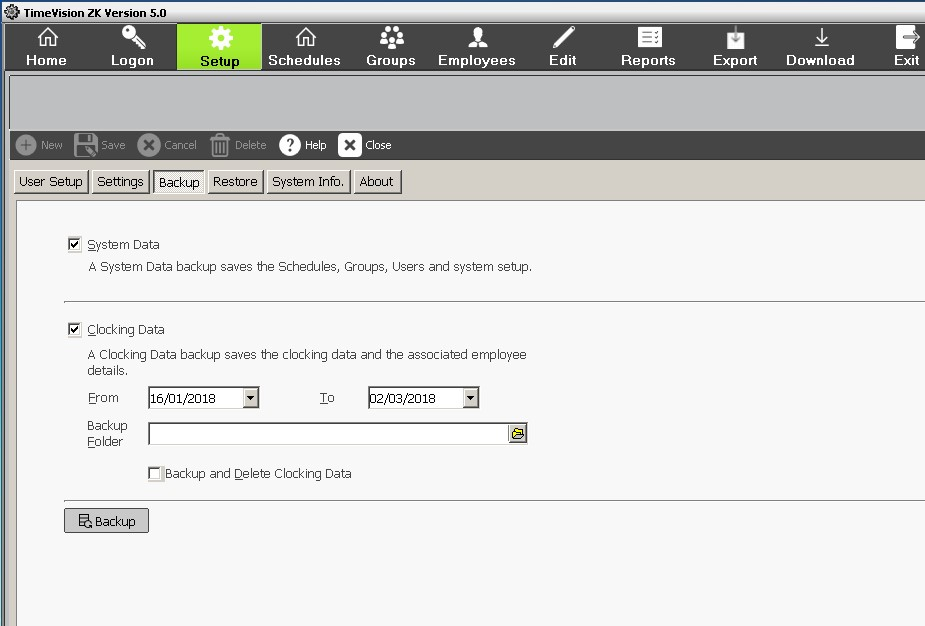 TimeVision ZK Version 5.0
Home Logon Setup Schedules Groups Employees Edit Reports Export Download Exit
New Save Cancel Delete ? Help Close
User Setup Settings Backup Restore System Info. About
System Data
A System Data backup saves the Schedules, Groups, Users and system setup.
Clocking Data
A Clocking Data backup saves the clocking data and the associated employee
details.
From 16/01/2018 To 02/03/2018
Backup
Folder
Backup and Delete Clocking Data
Backup